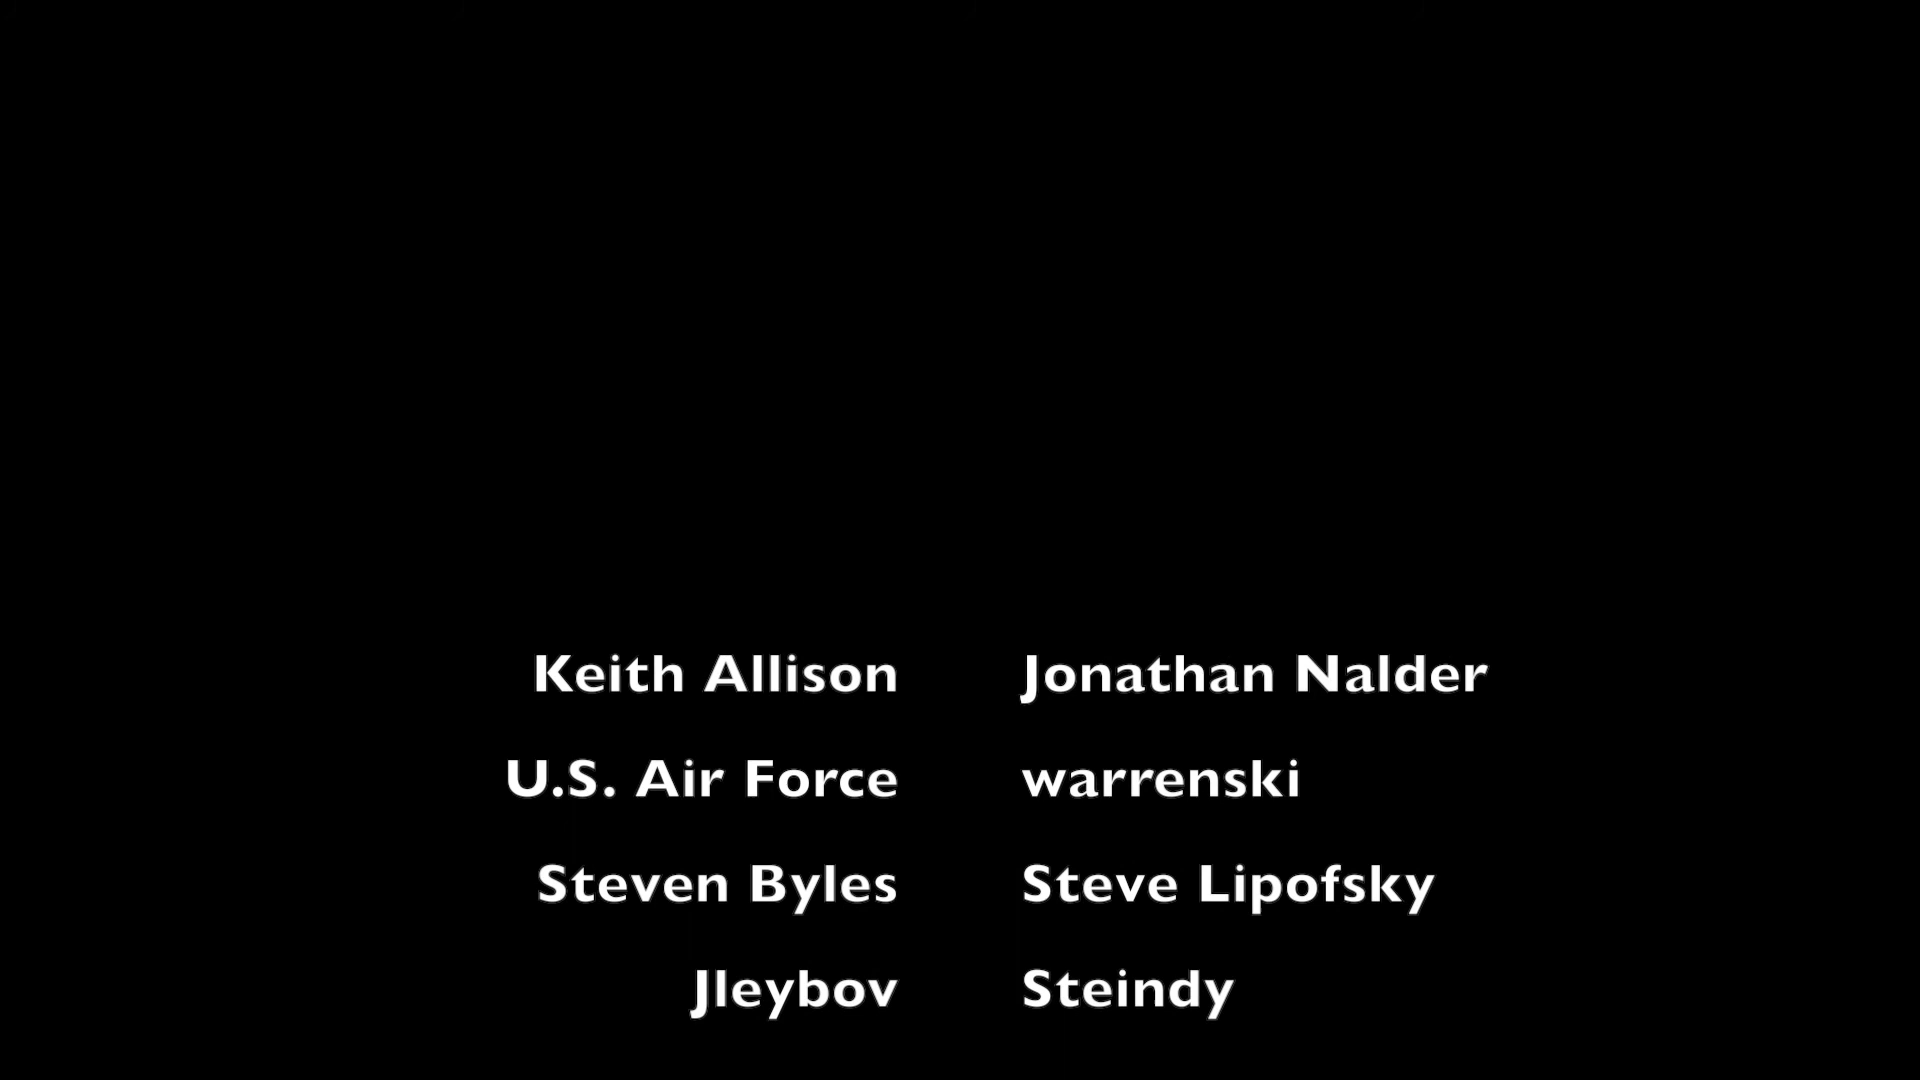 Keith Allison Jonathan Nalder
U.S. Air Force warrenski
Steven Byles Steve Lipofsky
Jleybov Steindy